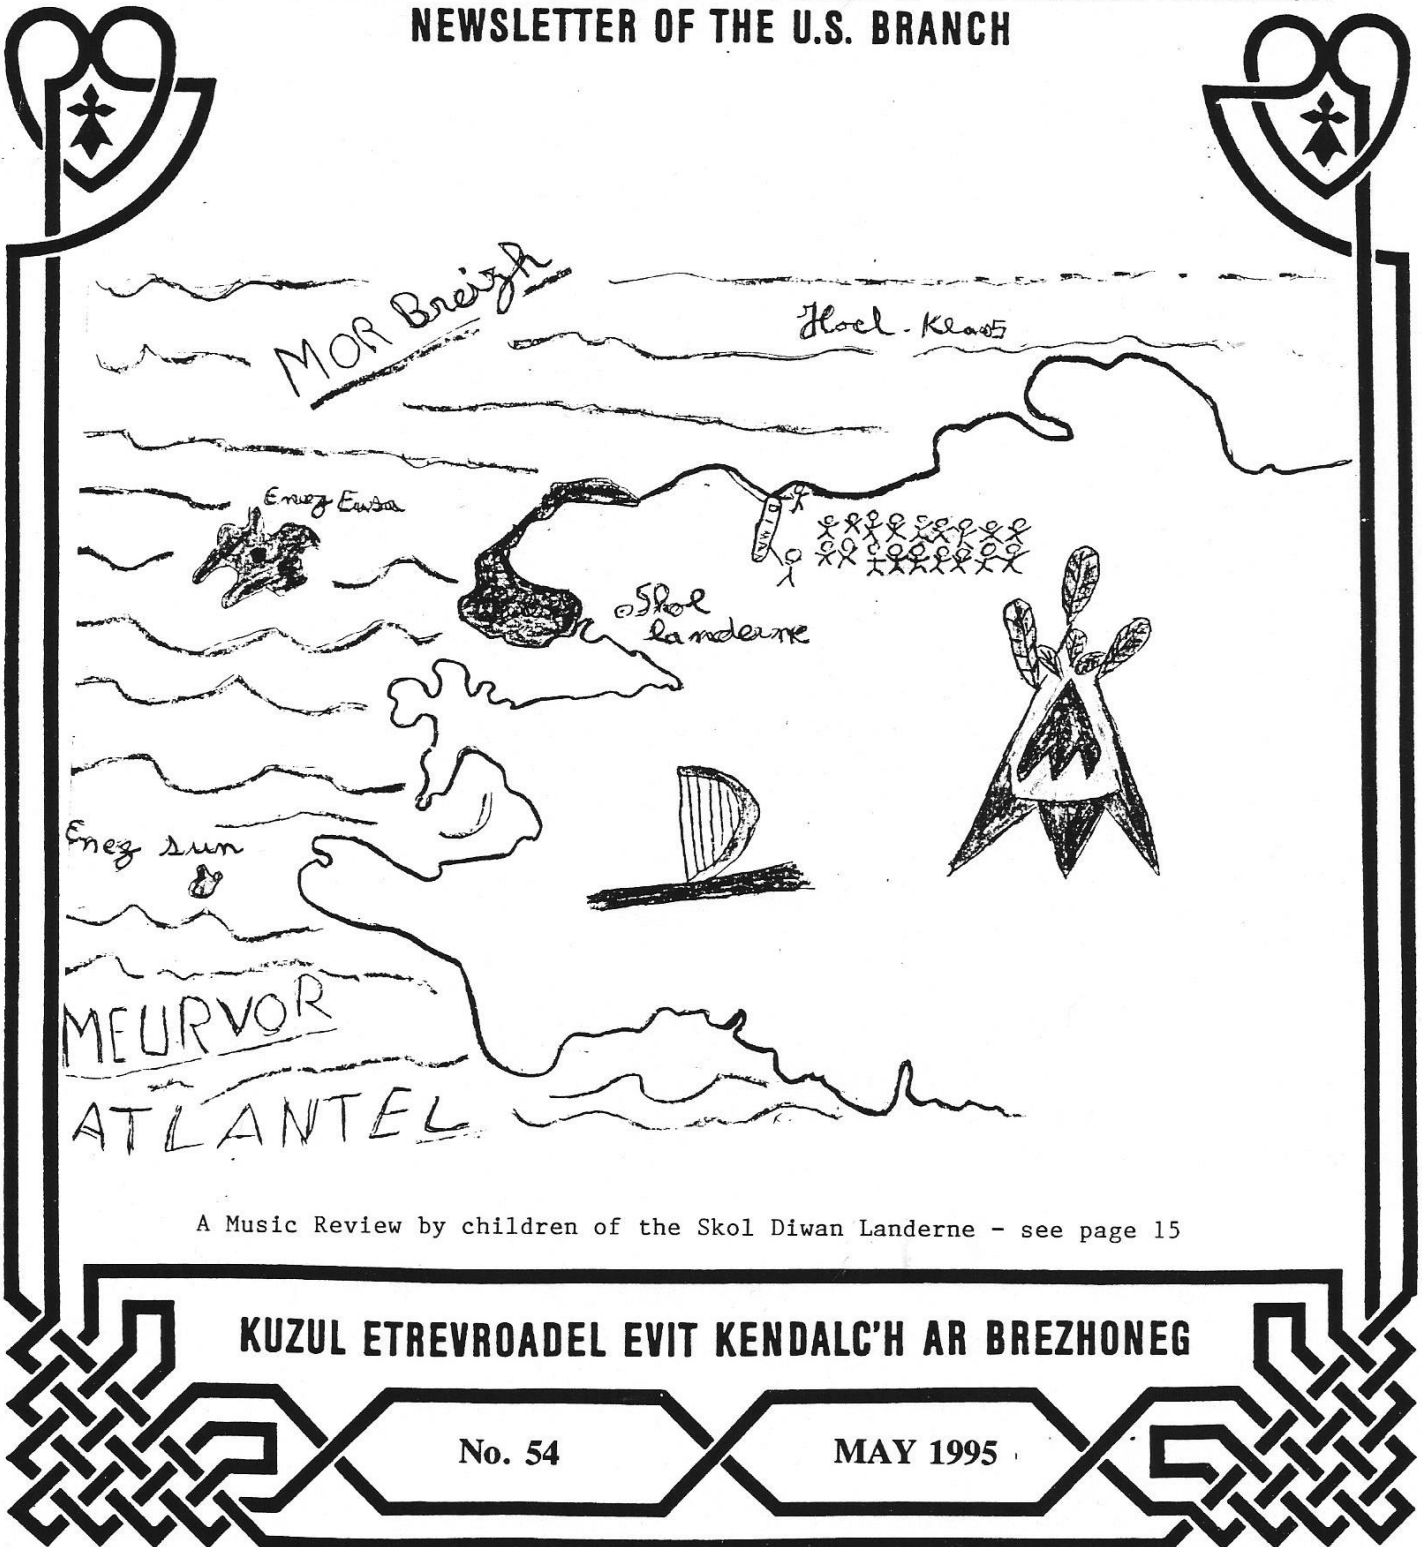 NEWSLETTER OF THE U.S. BRANCH
MOR Breizh
Hoel - Klaos
Enez Eusa
Skol
landerne
Enez sun
MEURVOR
ATLANTEL
A Music Review by children of the Skol Diwan Landerne - see page 15
KUZUL ETREVROADEL EVIT KENDALC'H AR BREZHONEG
No. 54
MAY 1995